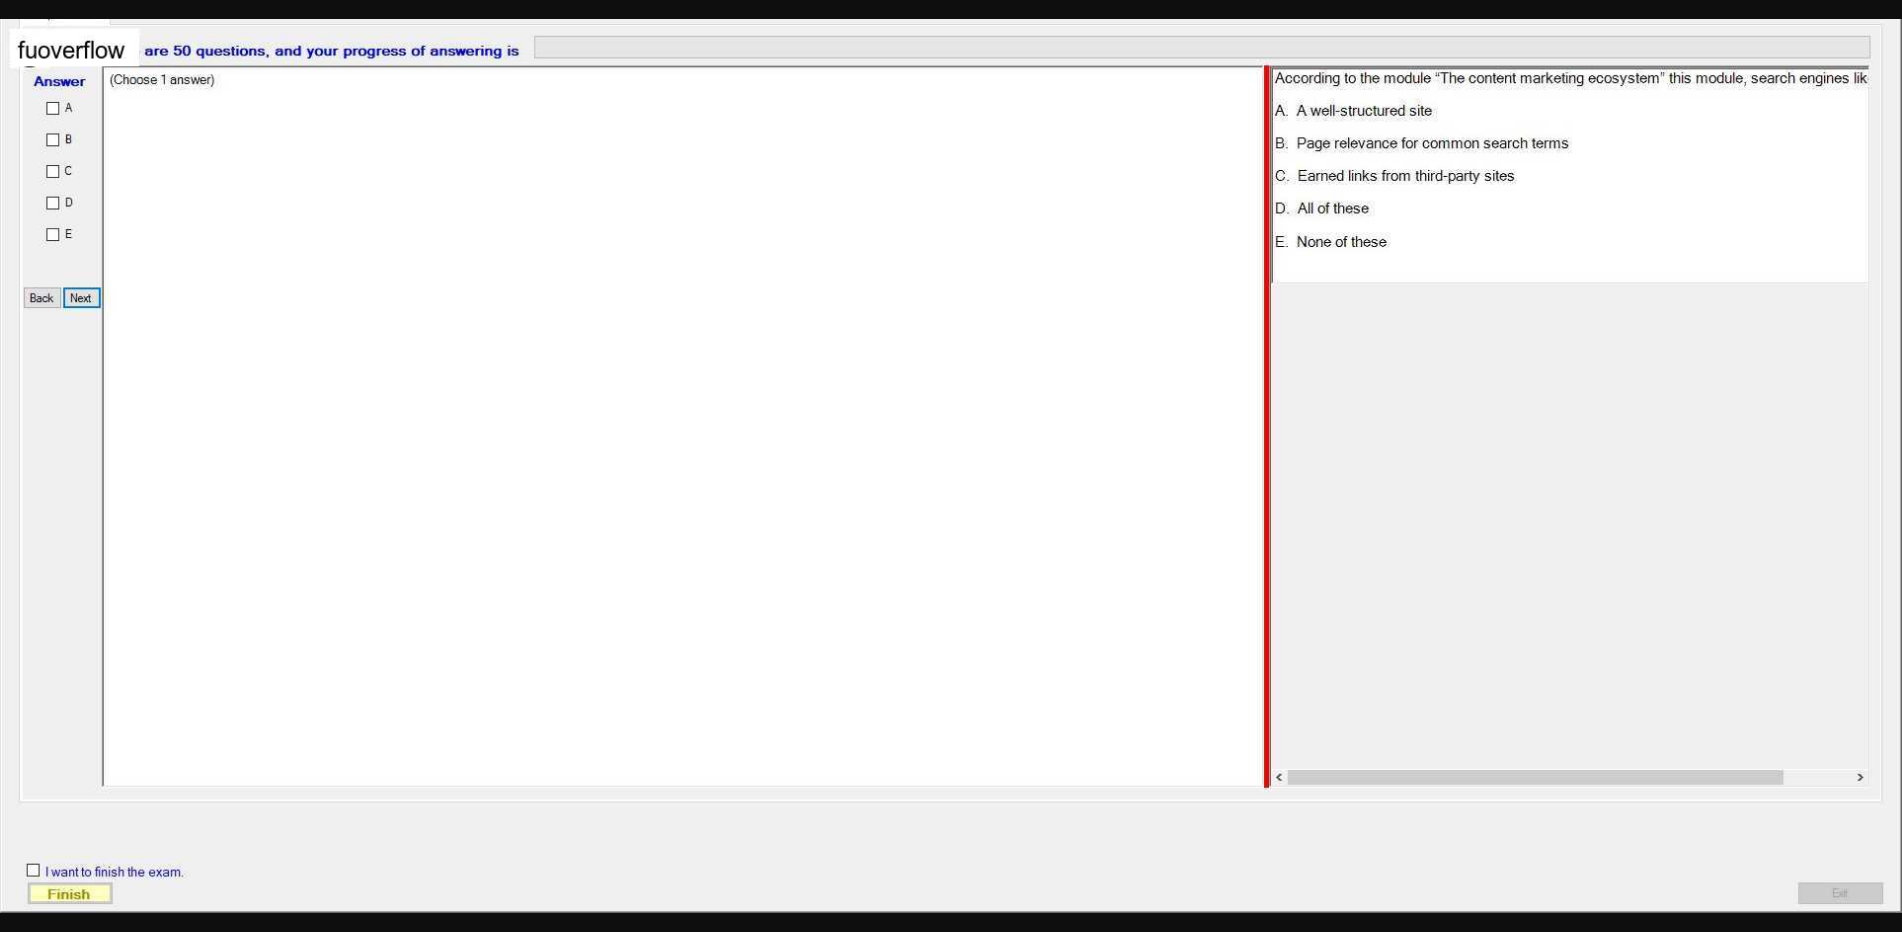 fuoverflow are 50 questions, and your progress of answering is
Answer
(Choose 1 answer)
A
B
C
D
E
Back Next
According to the module “The content marketing ecosystem” this module, search engines lik
A. A well-structured site
B. Page relevance for common search terms
C. Earned links from third-party sites
D. All of these
E. None of these
I want to finish the exam.
Finish
Exit